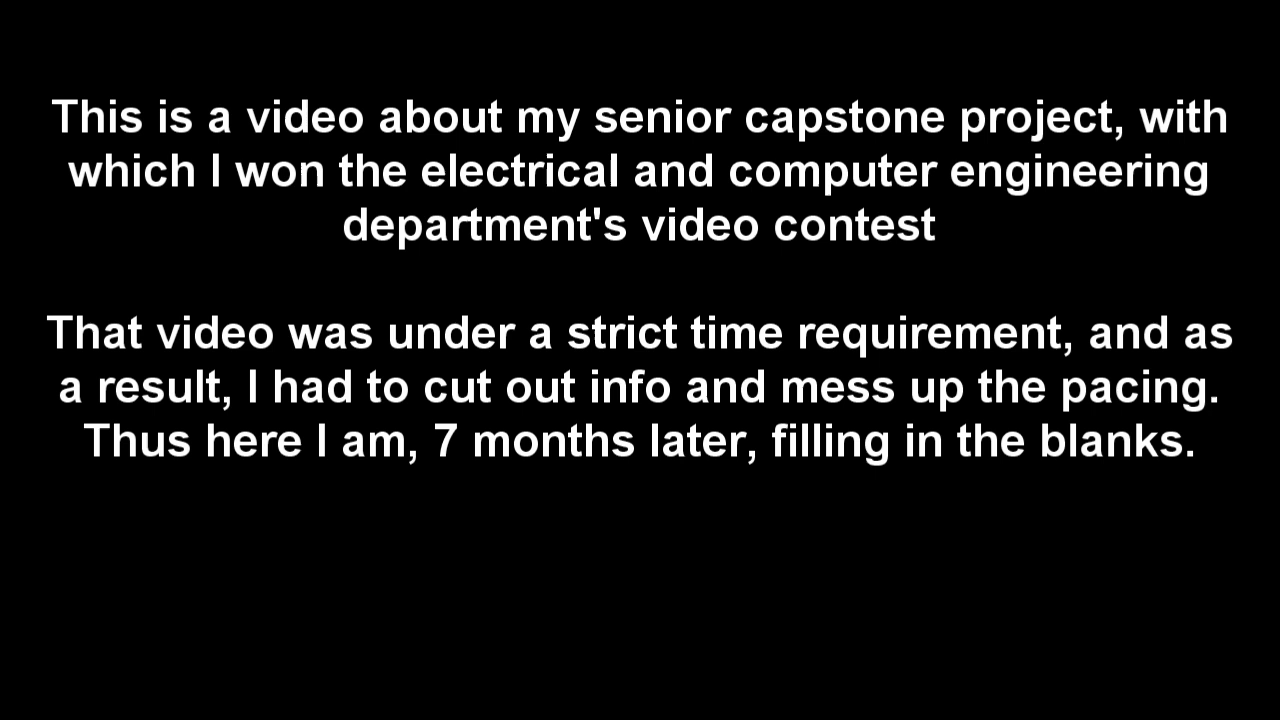 This is a video about my senior capstone project, with
which I won the electrical and computer engineering
department's video contest
That video was under a strict time requirement, and as
a result, I had to cut out info and mess up the pacing.
Thus here I am, 7 months later, filling in the blanks.